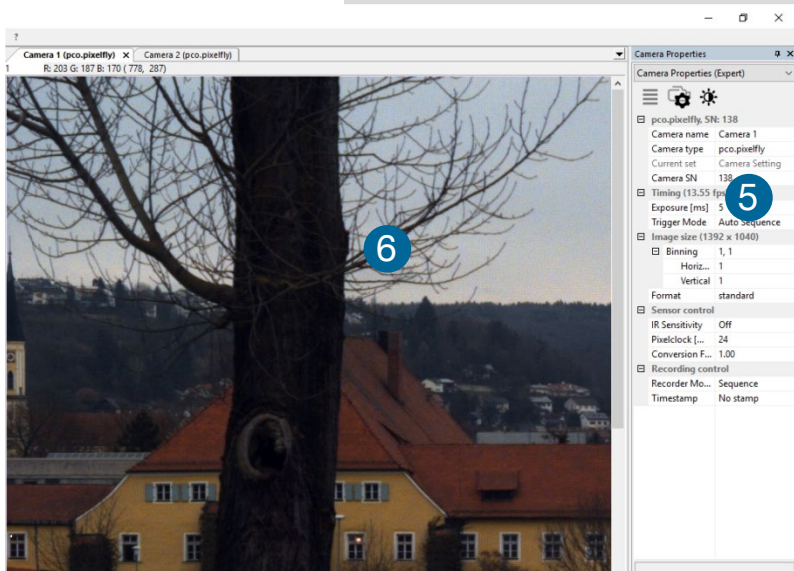 ?
Camera 1 (pco.pixelfly) X Camera 2 (pco.pixelfly)
1 R: 203 G: 187 B: 170 ( 778, 287)
Camera Properties
Camera Properties (Expert)
pco.pixelfly, SN: 138
Camera name Camera 1
Camera type pco.pixelfly
Current set Camera Setting
Camera SN 138
Timing (13.55 fps
5
Exposure [ms] 5
Trigger Mode Auto Sequence
Image size (1392 x 1040)
6
Binning 1, 1
Horiz... 1
Vertical 1
Format standard
Sensor control
IR Sensitivity Off
Pixelclock [... 24
Conversion F... 1.00
Recording control
Recorder Mo... Sequence
Timestamp No stamp